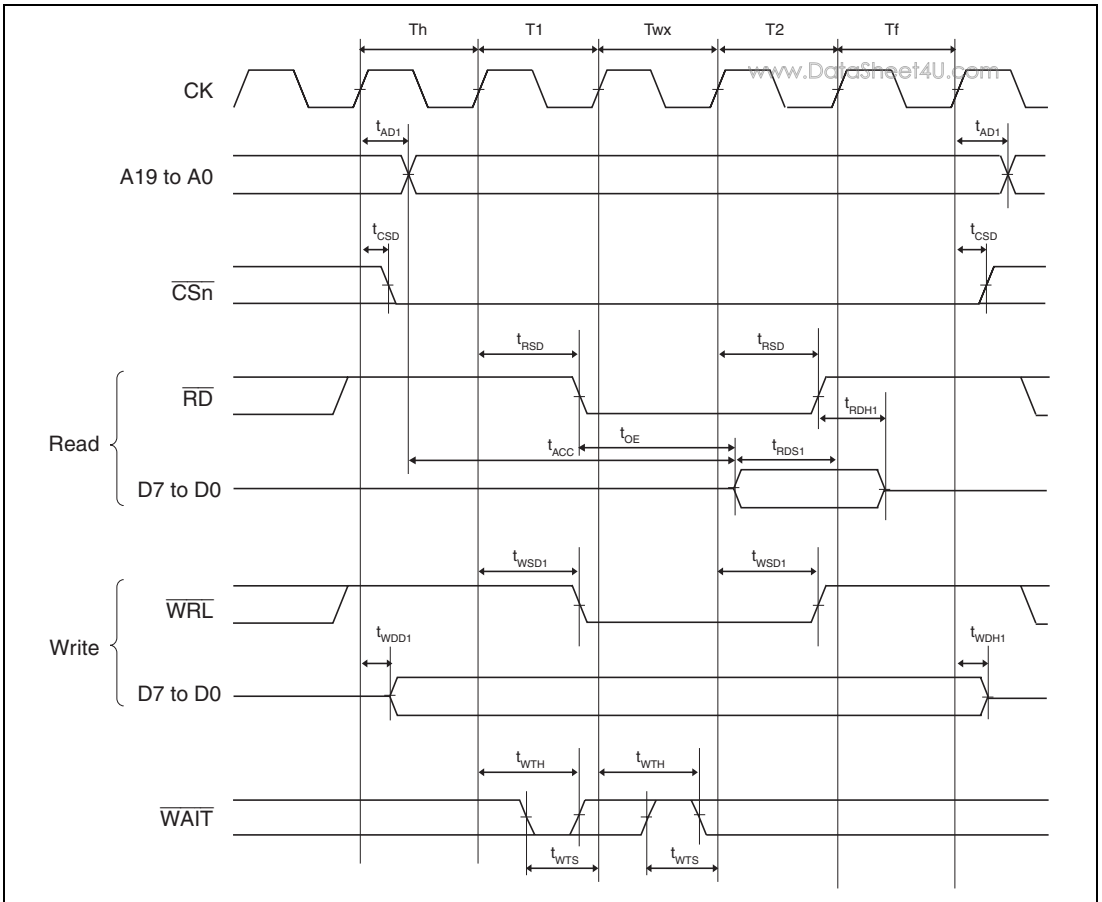 Th T1 Twx T2 Tf
www.DataSheet4U.com
CK
tAD1 tAD1
A19 to A0
tCSD tCSD
CSn
tRSD tRSD
RD
tRDH1
Read
tOE
tACC tRDS1
D7 to D0
tWSD1 tWSD1
WRL
tWDD1 tWDH1
Write
D7 to D0
tWTH tWTH
WAIT
tWTS tWTS